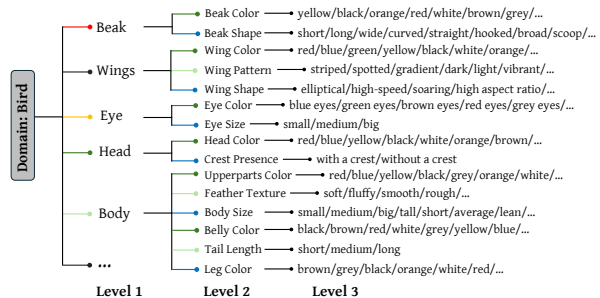 Domain: Bird
Beak
Beak Color
yellow/black/orange/red/white/brown/grey/...
Beak Shape
short/long/wide/curved/straight/hooked/broad/scoop/...
Wings
Wing Color
red/blue/green/yellow/black/white/orange/...
Wing Pattern
striped/spotted/gradient/dark/light/vibrant/...
Wing Shape
elliptical/high-speed/soaring/high aspect ratio/...
Eye
Eye Color
blue eyes/green eyes/brown eyes/red eyes/grey eyes/...
Eye Size
small/medium/big
Head
Head Color
red/blue/yellow/black/white/orange/brown/...
Crest Presence
with a crest/without a crest
Body
Upperparts Color
red/blue/yellow/black/grey/orange/white/...
Feather Texture
soft/fluffy/smooth/rough/...
Body Size
small/medium/big/tall/short/average/lean/...
Belly Color
black/brown/red/white/grey/yellow/blue/...
Tail Length
short/medium/long
Leg Color
brown/grey/black/orange/white/red/...
...
Level 1
Level 2
Level 3